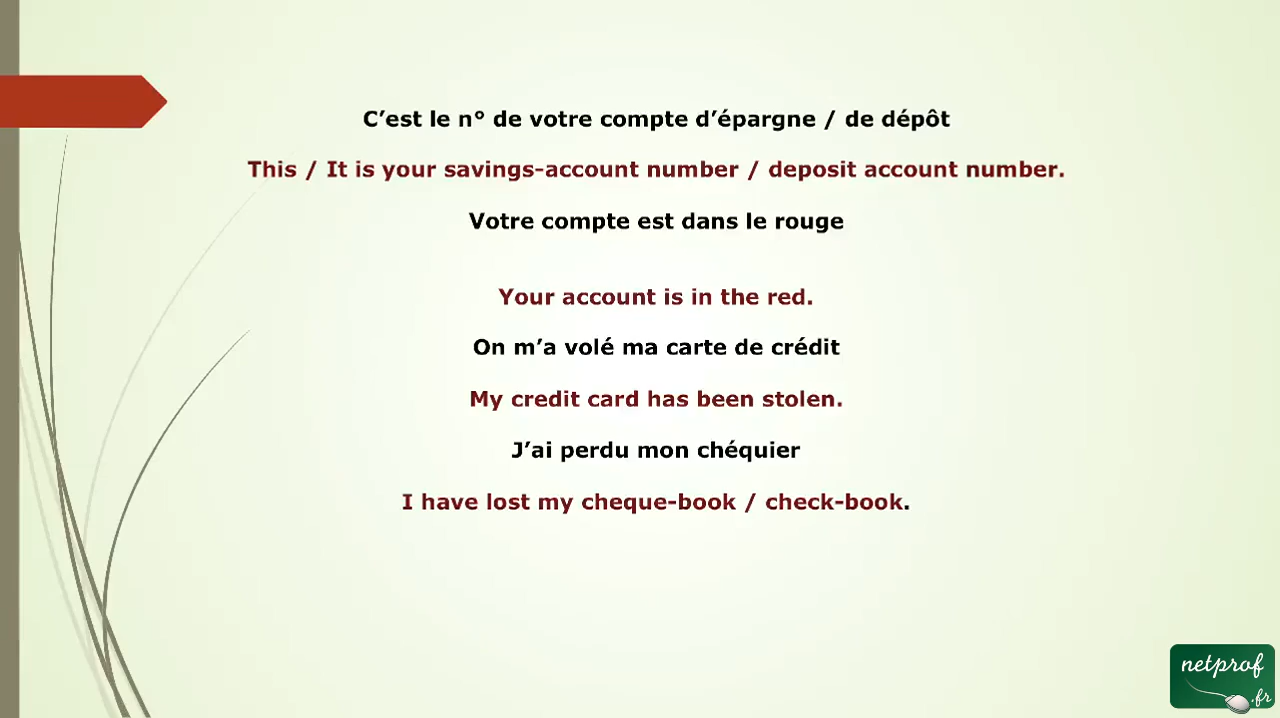 C’est le n° de votre compte d’épargne / de dépôt
This / It is your savings-account number / deposit account number.
Votre compte est dans le rouge
Your account is in the red.
On m’a volé ma carte de crédit
My credit card has been stolen.
J’ai perdu mon chéquier
I have lost my cheque-book / check-book.
netprof
.fr